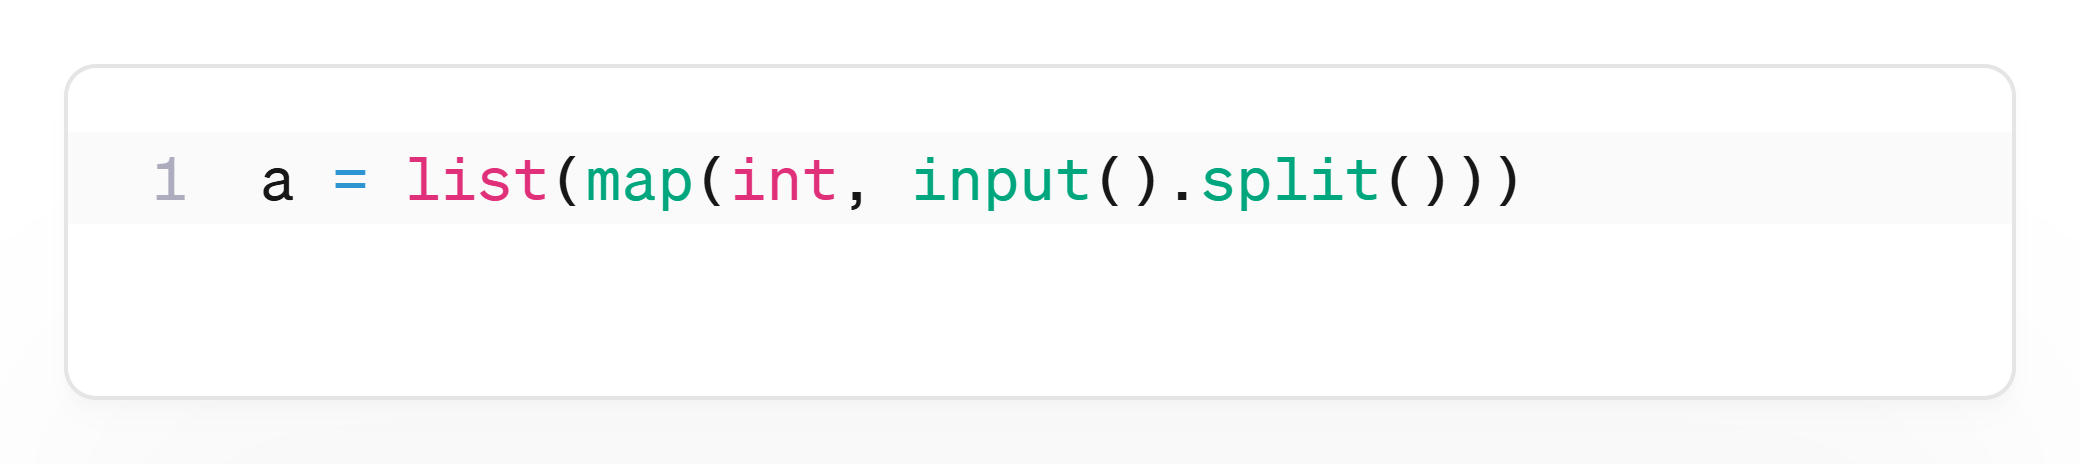 1 a = list(map(int, input().split()))